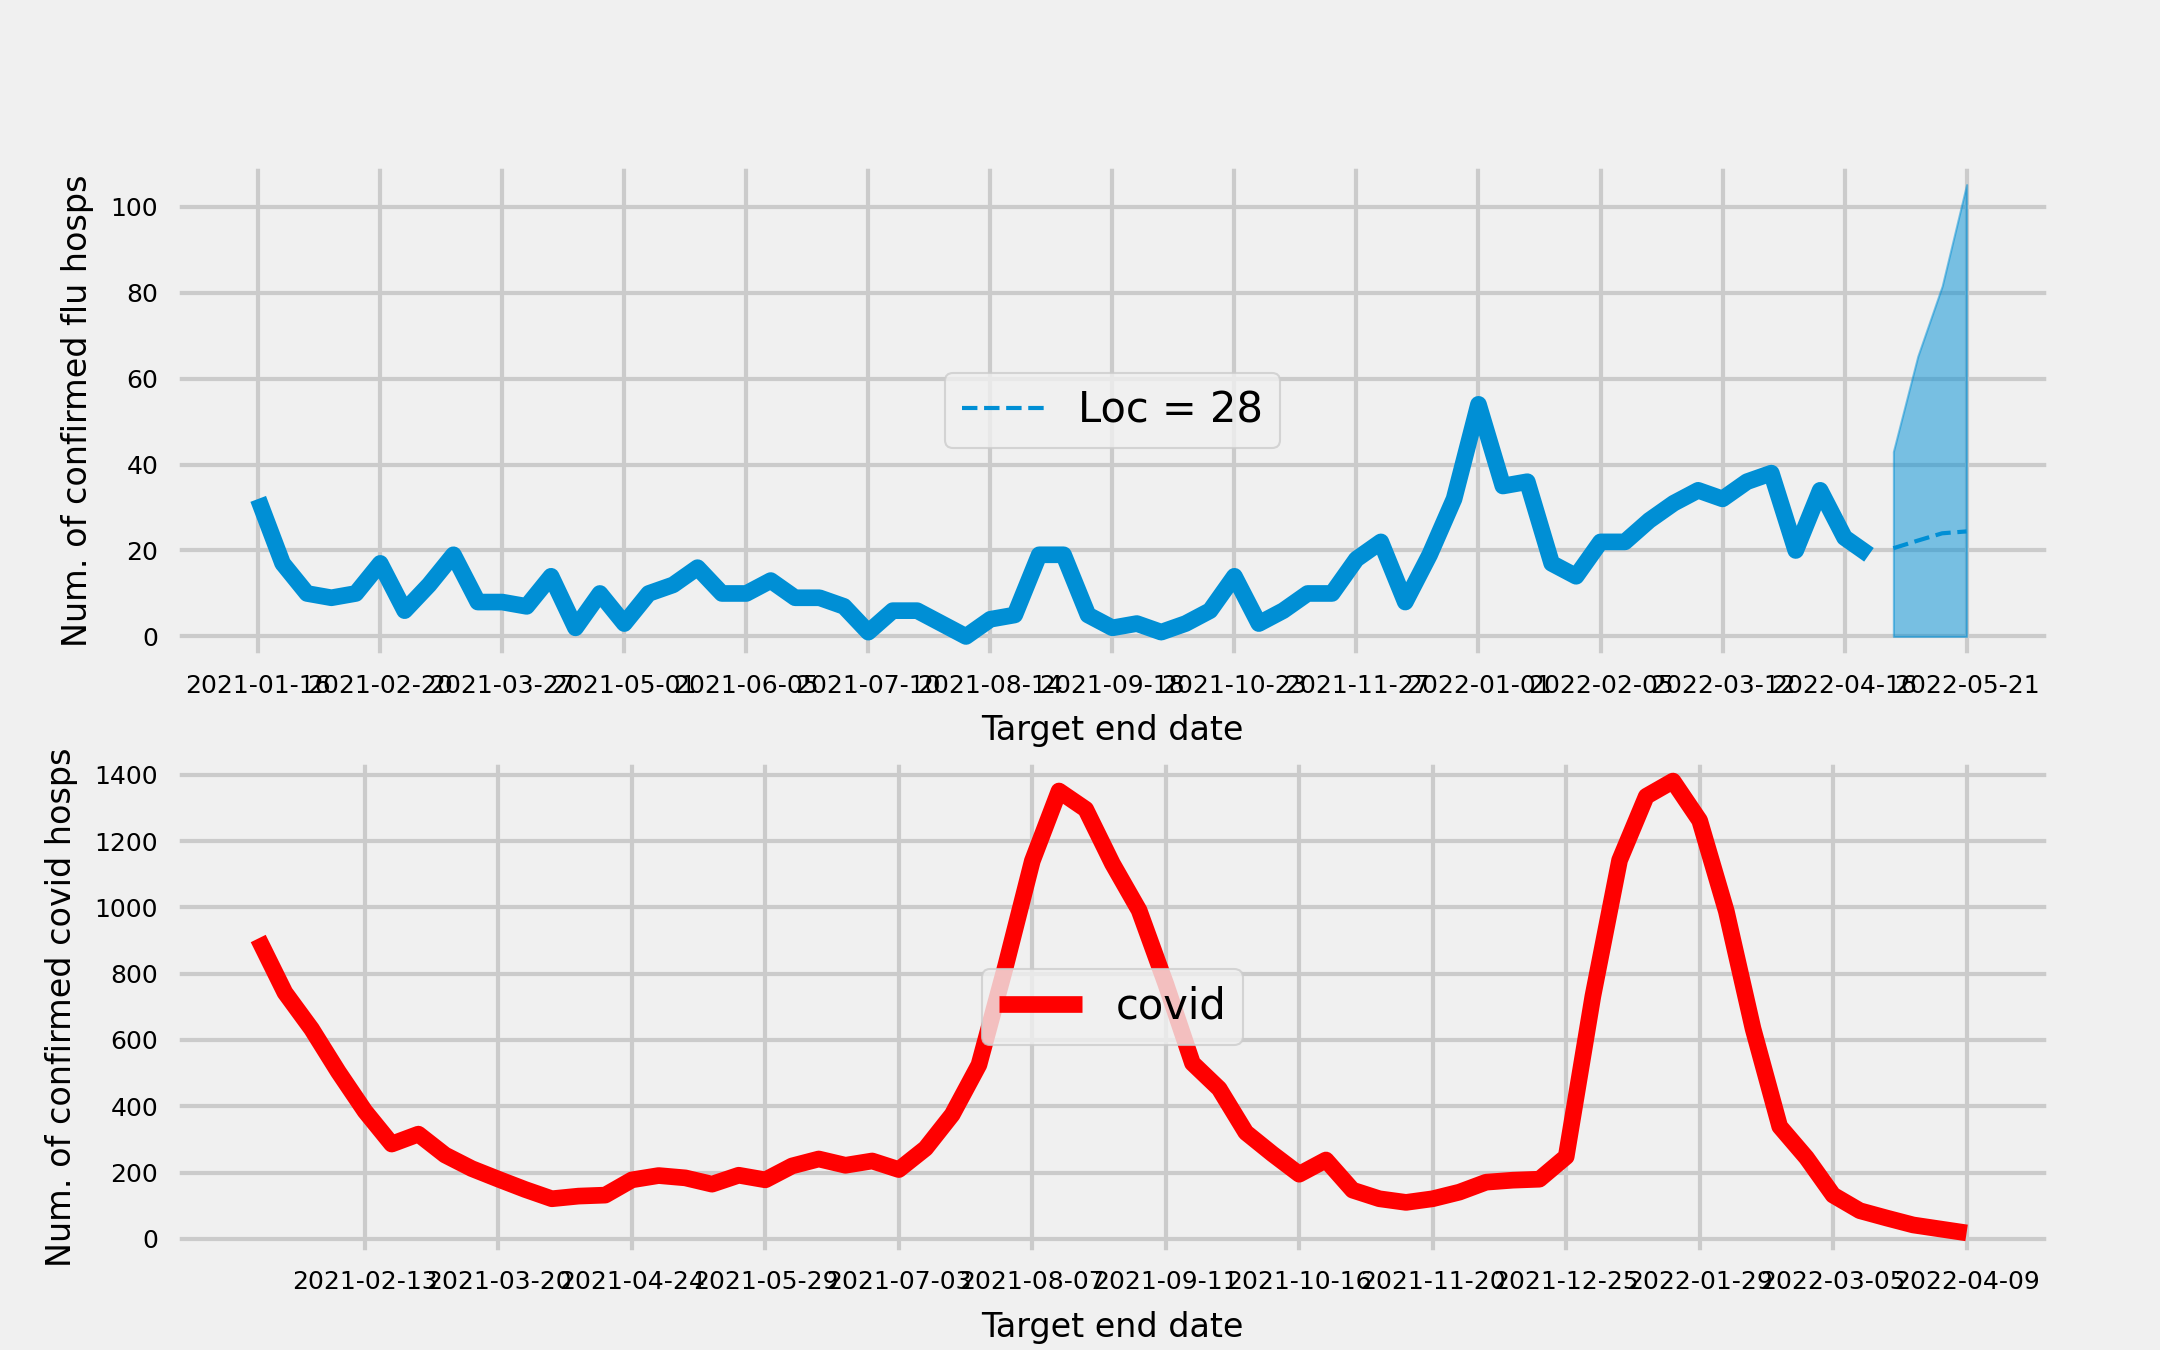 Num. of confirmed flu hosps
100
80
60
40
20
0
Loc = 28
2021-01-16 2021-02-20 2021-03-27 2021-05-01 2021-06-05 2021-07-10 2021-08-14 2021-09-18 2021-10-23 2021-11-27 2022-01-01 2022-02-05 2022-03-12 2022-04-16 2022-05-21
Target end date
Num. of confirmed covid hosps
1400
1200
1000
800
600
400
200
0
covid
2021-02-13 2021-03-20 2021-04-24 2021-05-29 2021-07-03 2021-08-07 2021-09-11 2021-10-16 2021-11-20 2021-12-25 2022-01-29 2022-03-05 2022-04-09
Target end date